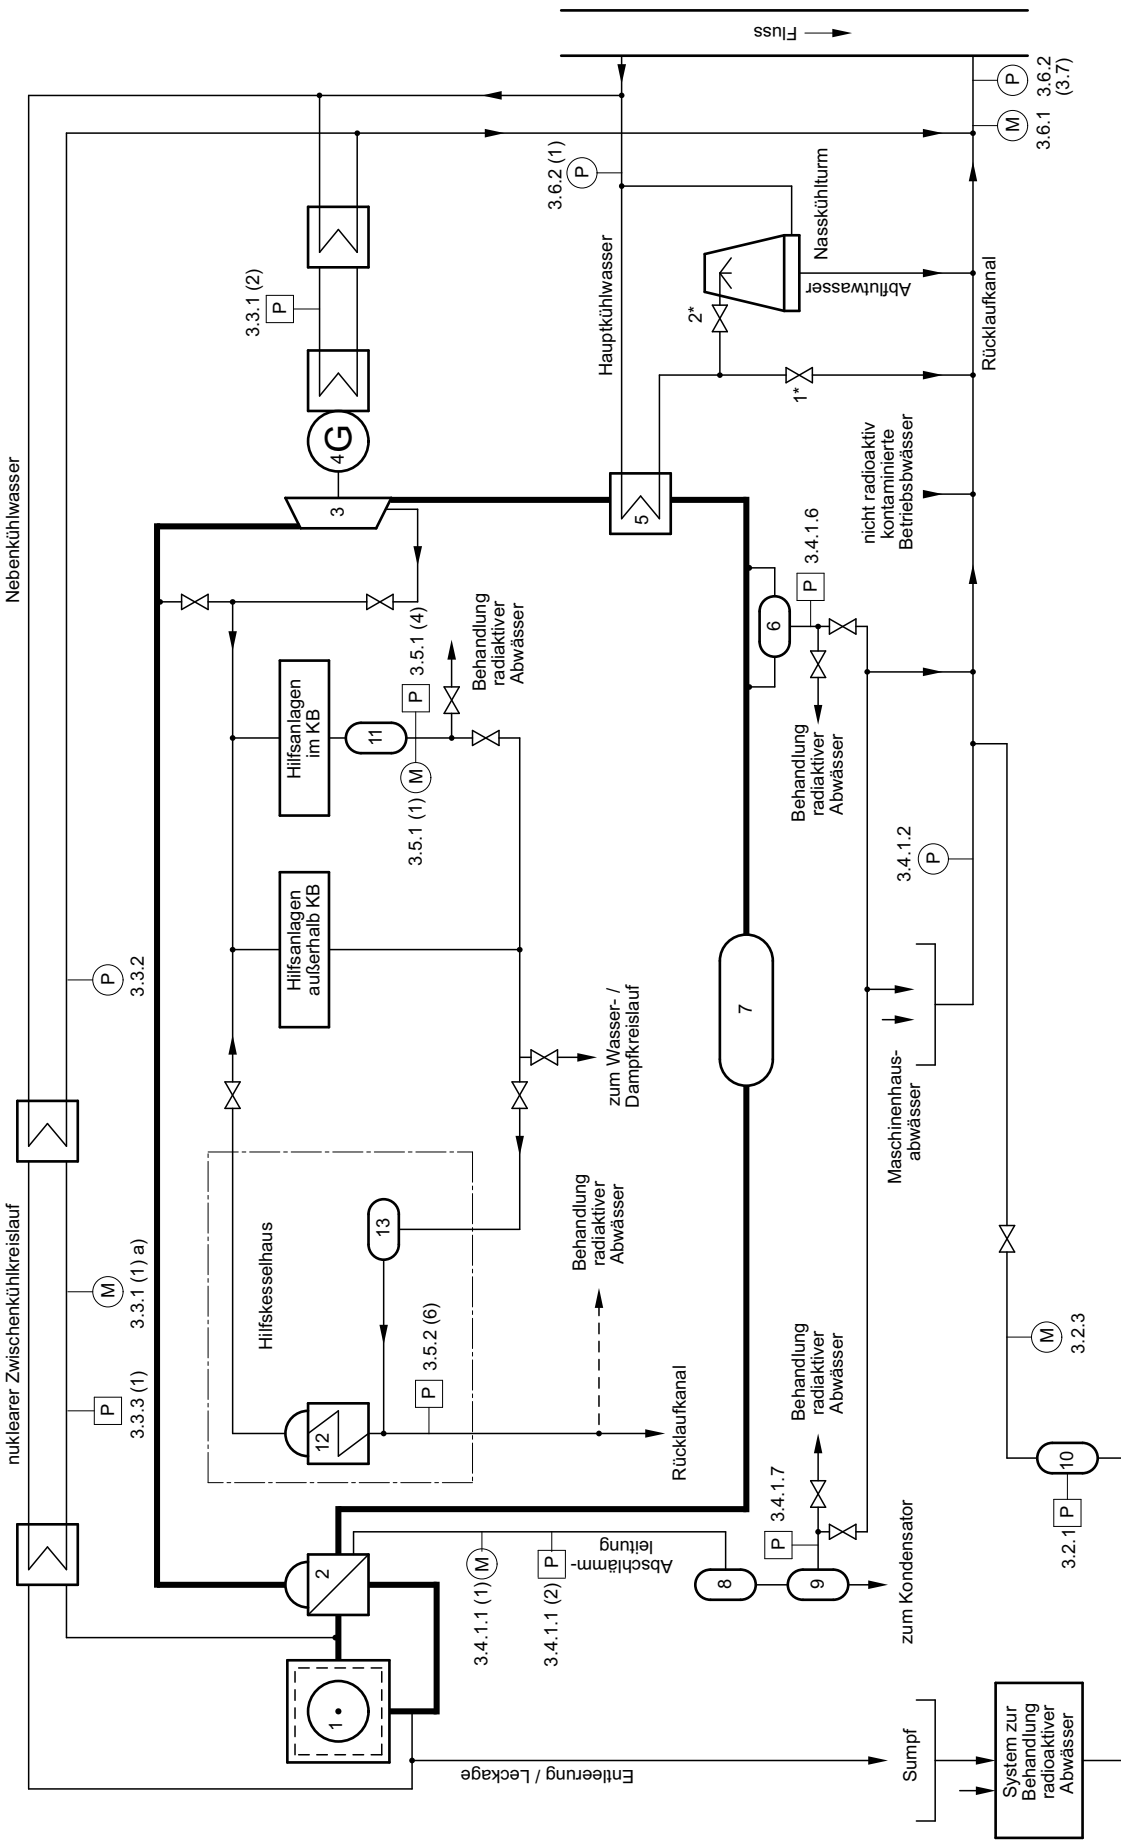 Nebenkühlwasser
nuklearer Zwischenkühlkreislauf
P
3.3.3 (1)
M
3.3.1 (1) a)
P
3.3.2
3.3.1 (2)
P
Fluss
1
2
3
4
G
5
Hauptkühlwasser
3.6.2 (1)
P
Nasskühlturm
Abflutwasser
2*
1*
Rücklaufkanal
M
3.6.1
P
3.6.2
(3.7)
Hilfskesselhaus
12
13
P
3.5.2 (6)
Rücklaufkanal
Behandlung
radiaktiver
Abwässer
Hilfsanlagen
außerhalb KB
Hilfsanlagen
im KB
11
3.5.1 (1)
M
P
3.5.1 (4)
Behandlung
radiaktiver
Abwässer
zum Wasser- /
Dampfkreislauf
7
6
P
3.4.1.6
Behandlung
radiaktiver
Abwässer
nicht radioaktiv
kontaminierte
Betriebsbwässer
3.4.1.1 (1)
M
3.4.1.1 (2)
P
Abschlämm-
leitung
8
9
zum Kondensator
P
3.4.1.7
Behandlung
radiaktiver
Abwässer
Maschinenhaus-
abwässer
3.4.1.2
P
Entleerung / Leckage
Sumpf
System zur
Behandlung
radioaktiver
Abwässer
3.2.1
P
10
M
3.2.3